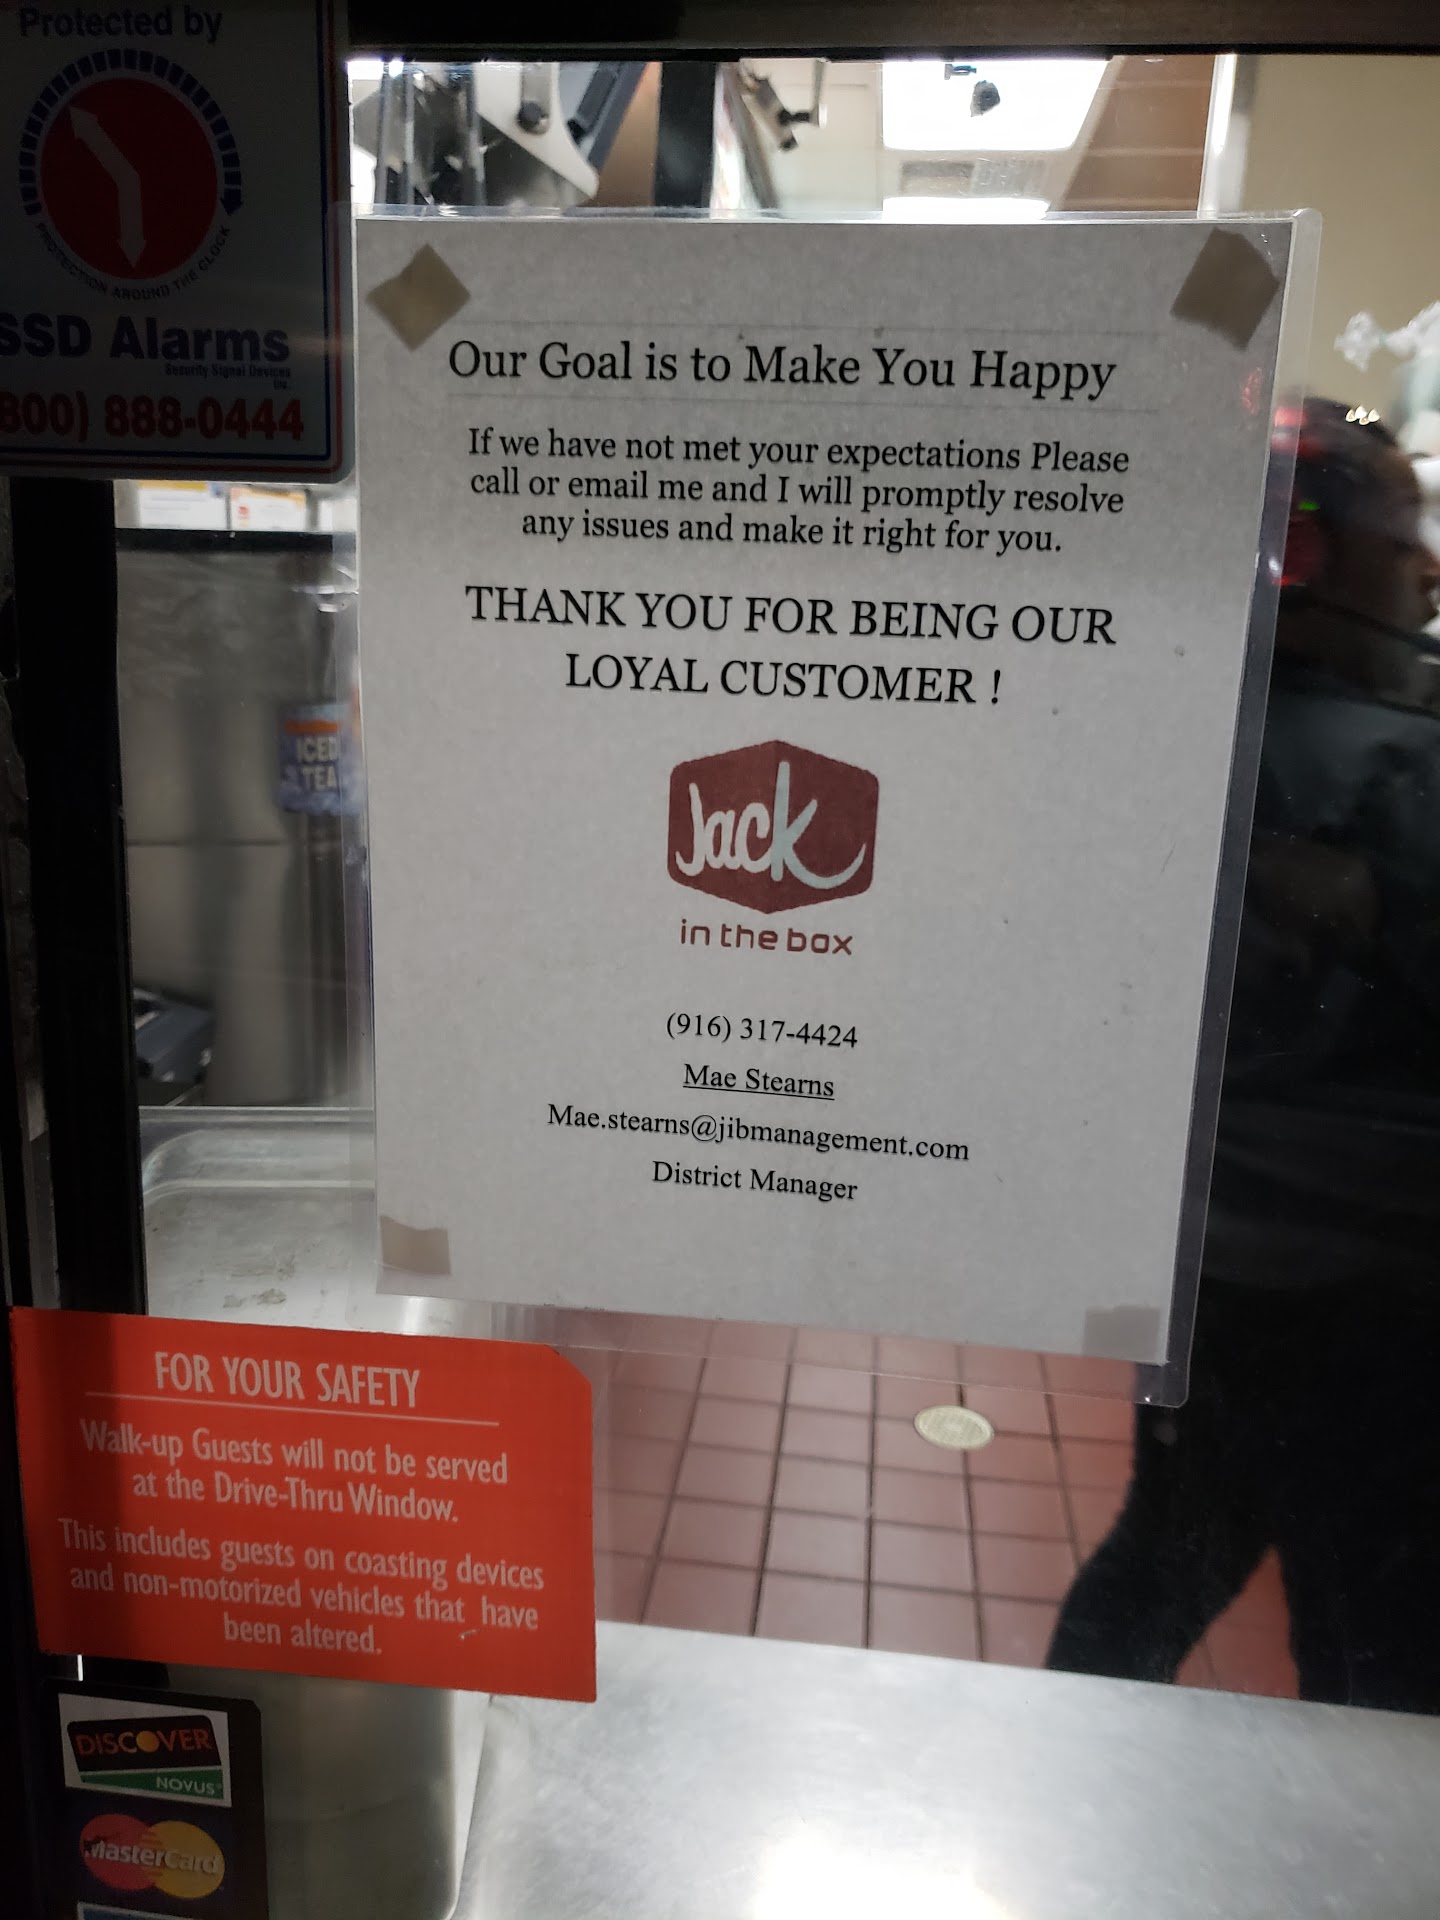 Protected by
PROTECTION AROUND THE CLOCK
SSD Alarms
Security Signal Devices
Inc.
800) 888-0444
Our Goal is to Make You Happy
If we have not met your expectations Please
call or email me and I will promptly resolve
any issues and make it right for you.
THANK YOU FOR BEING OUR
LOYAL CUSTOMER !
Jack
in the box
(916) 317-4424
Mae Stearns
Mae.stearns@jibmanagement.com
District Manager
ICED
TEA
FOR YOUR SAFETY
Walk-up Guests will not be served
at the Drive-Thru Window.
This includes guests on coasting devices
and non-motorized vehicles that have
been altered.
DISCOVER
NOVUS
MasterCard